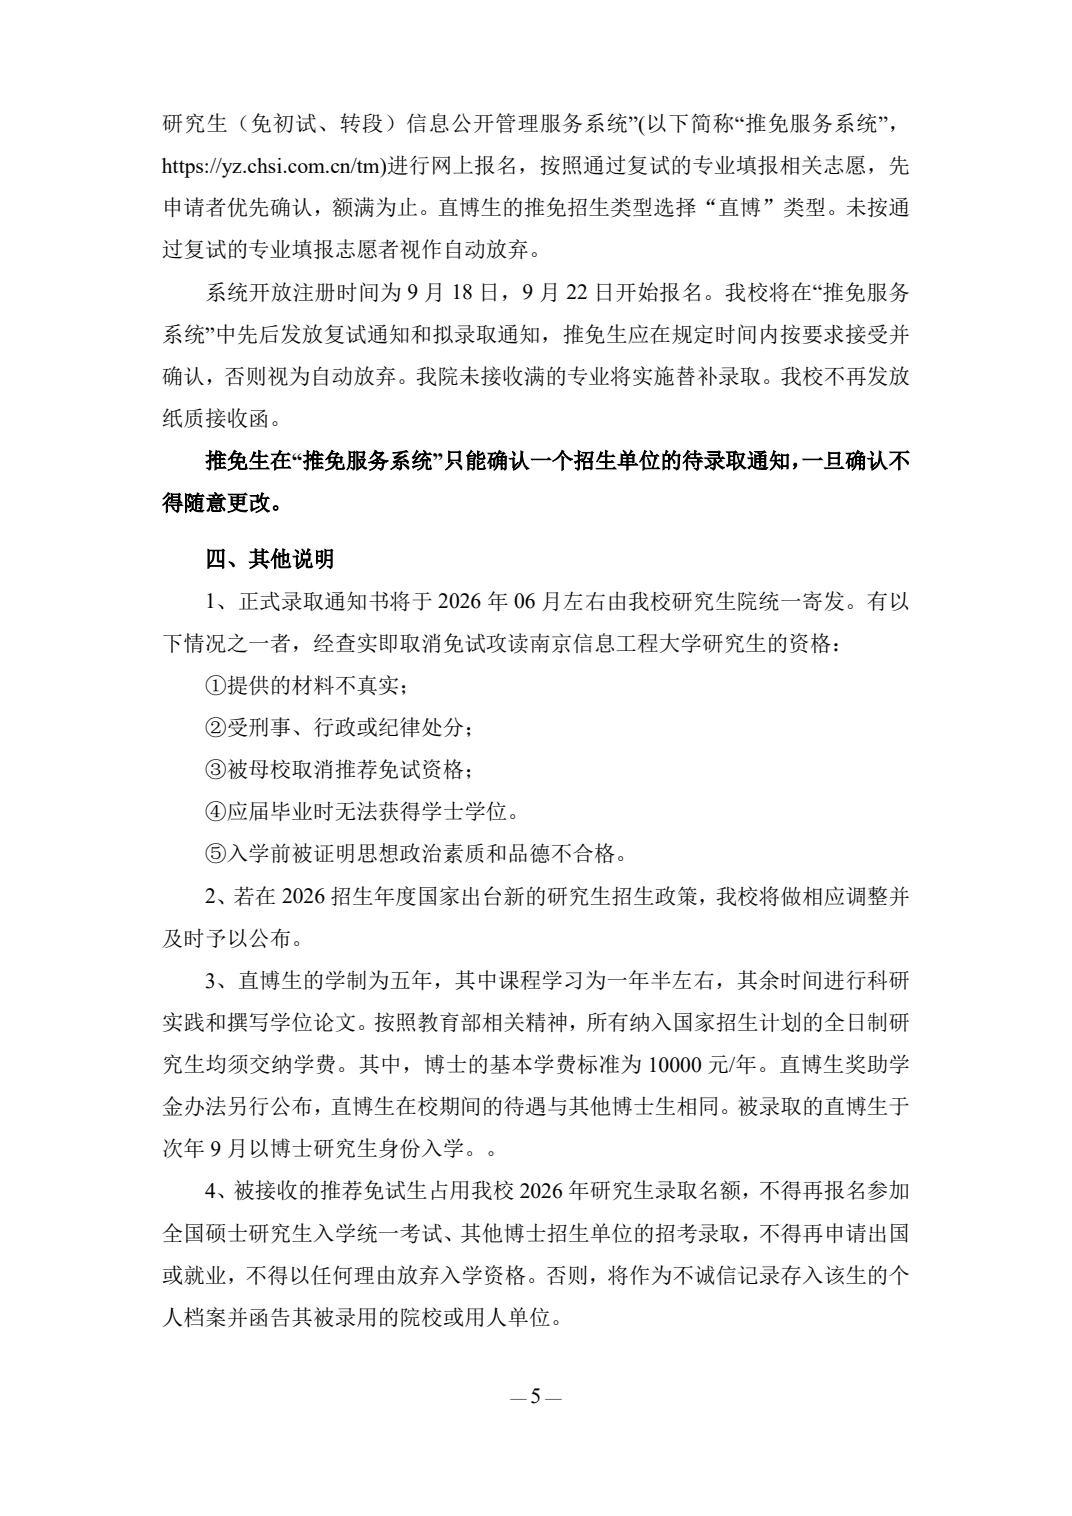 研究生（免初试、转段）信息公开管理服务系统”(以下简称“推免服务系统”，
https://yz.chsi.com.cn/tm)进行网上报名，按照通过复试的专业填报相关志愿，先
申请者优先确认，额满为止。直博生的推免招生类型选择“直博”类型。未按通
过复试的专业填报志愿者视作自动放弃。
系统开放注册时间为 9 月 18 日，9 月 22 日开始报名。我校将在“推免服务
系统”中先后发放复试通知和拟录取通知，推免生应在规定时间内按要求接受并
确认，否则视为自动放弃。我院未接收满的专业将实施替补录取。我校不再发放
纸质接收函。
推免生在“推免服务系统”只能确认一个招生单位的待录取通知，一旦确认不
得随意更改。
四、其他说明
1、正式录取通知书将于 2026 年 06 月左右由我校研究生院统一寄发。有以
下情况之一者，经查实即取消免试攻读南京信息工程大学研究生的资格：
①提供的材料不真实；
②受刑事、行政或纪律处分；
③被母校取消推荐免试资格；
④应届毕业时无法获得学士学位。
⑤入学前被证明思想政治素质和品德不合格。
2、若在 2026 招生年度国家出台新的研究生招生政策，我校将做相应调整并
及时予以公布。
3、直博生的学制为五年，其中课程学习为一年半左右，其余时间进行科研
实践和撰写学位论文。按照教育部相关精神，所有纳入国家招生计划的全日制研
究生均须交纳学费。其中，博士的基本学费标准为 10000 元/年。直博生奖助学
金办法另行公布，直博生在校期间的待遇与其他博士生相同。被录取的直博生于
次年 9 月以博士研究生身份入学。。
4、被接收的推荐免试生占用我校 2026 年研究生录取名额，不得再报名参加
全国硕士研究生入学统一考试、其他博士招生单位的招考录取，不得再申请出国
或就业，不得以任何理由放弃入学资格。否则，将作为不诚信记录存入该生的个
人档案并函告其被录用的院校或用人单位。
— 5 —